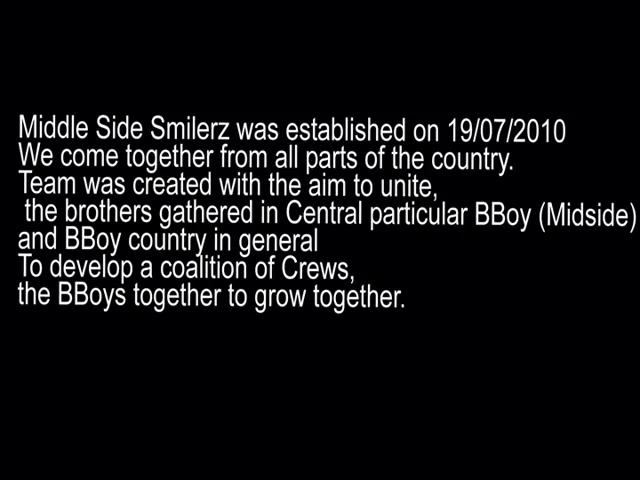 Middle Side Smilerz was established on 19/07/2010
We come together from all parts of the country.
Team was created with the aim to unite,
the brothers gathered in Central particular BBoy (Midside)
and BBoy country in general
To develop a coalition of Crews,
the BBoys together to grow together.